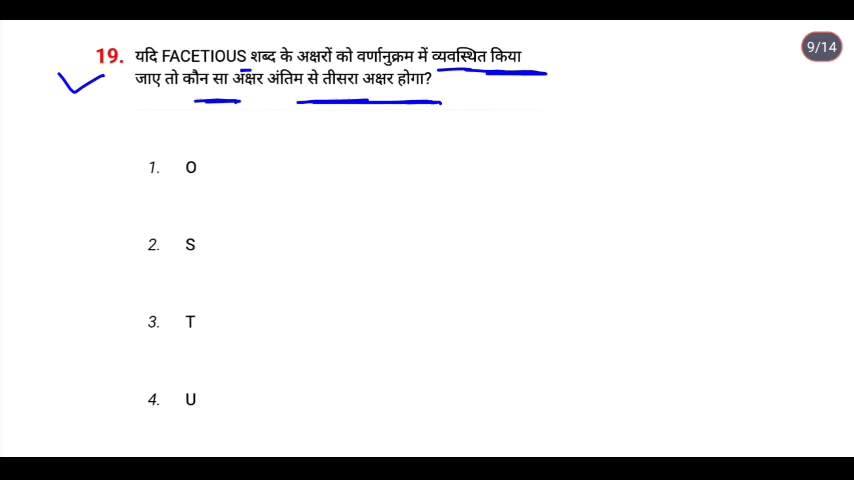 9/14
19. यदि FACETIOUS शब्द के अक्षरों को वर्णानुक्रम में व्यवस्थित किया
जाए तो कौन सा अक्षर अंतिम से तीसरा अक्षर होगा?
1. O
2. S
3. T
4. U